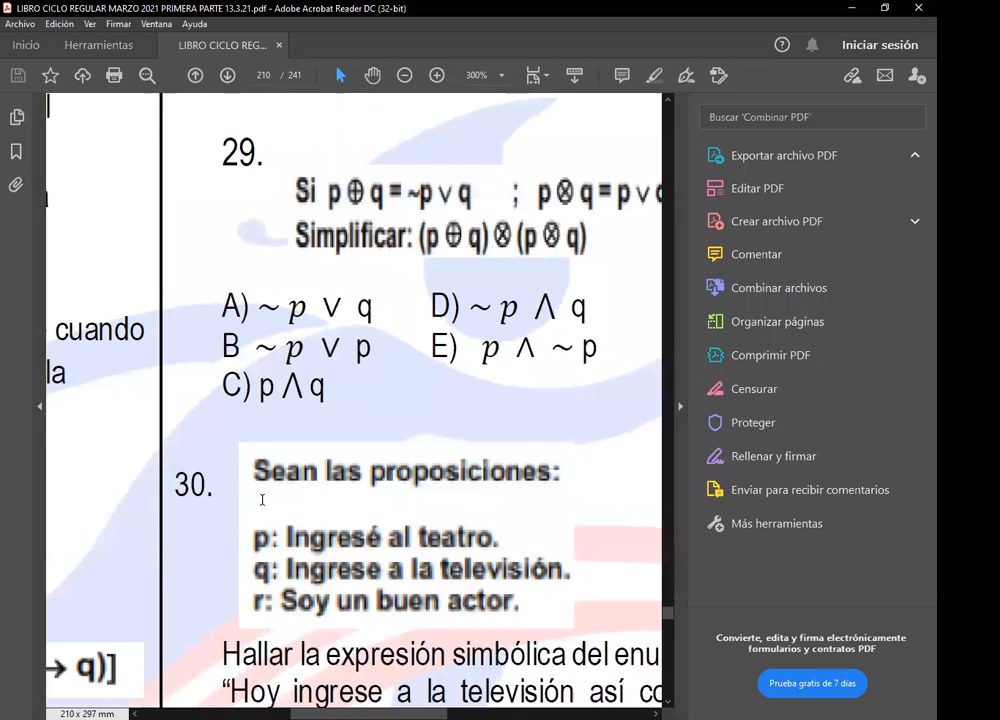 LIBRO CICLO REGULAR MARZO 2021 PRIMERA PARTE 13.3.21.pdf - Adobe Acrobat Reader DC (32-bit)
Archivo Edición Ver Firmar Ventana Ayuda
Inicio Herramientas LIBRO CICLO REG... × Iniciar sesión
210 / 241 300%
29.
Si p ⊕ q = ~p ∨ q ; p ⊗ q = p ∨
Simplificar: (p ⊕ q) ⊗ (p ⊗ q)
A) ~ p ∨ q D) ~ p ∧ q
B ~ p ∨ p E) p ∧ ~ p
C) p ∧ q
cuando
la
30.
Sean las proposiciones:
p: Ingresé al teatro.
q: Ingrese a la televisión.
r: Soy un buen actor.
→ q)]
Hallar la expresión simbólica del enu
“Hoy ingrese a la televisión así co
210 x 297 mm
Buscar 'Combinar PDF'
Exportar archivo PDF
Editar PDF
Crear archivo PDF
Comentar
Combinar archivos
Organizar páginas
Comprimir PDF
Censurar
Proteger
Rellenar y firmar
Enviar para recibir comentarios
Más herramientas
Convierte, edita y firma electrónicamente
formularios y contratos PDF
Prueba gratis de 7 días